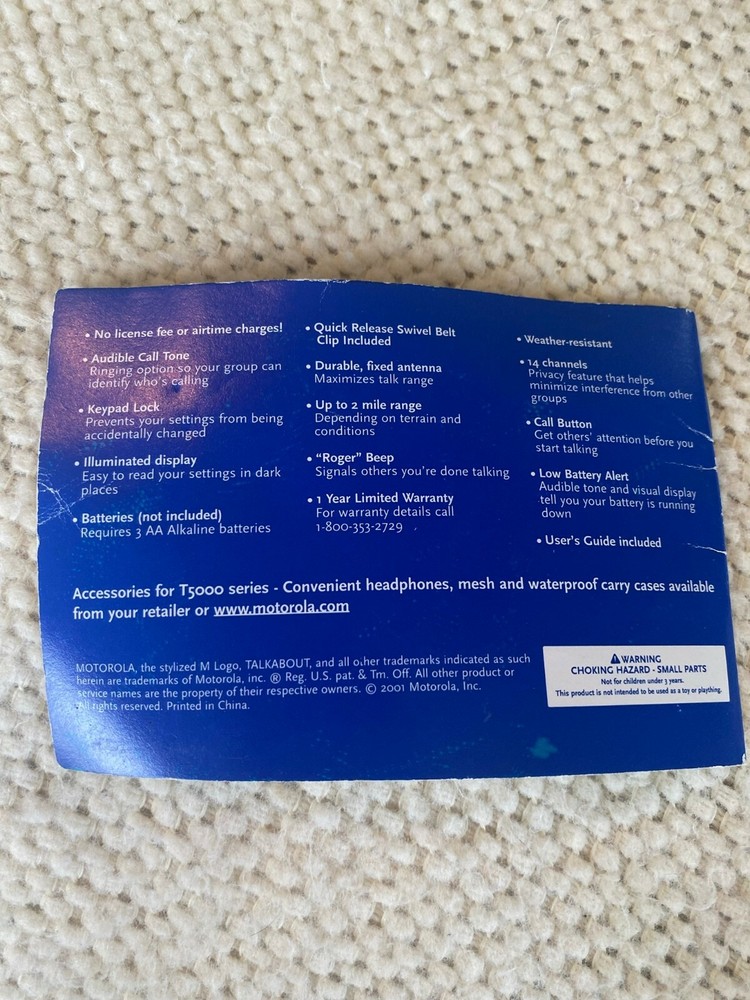 • No license fee or airtime charges!
• Audible Call Tone
Ringing option so your group can
identify who's calling
• Keypad Lock
Prevents your settings from being
accidentally changed
• Illuminated display
Easy to read your settings in dark
places
• Batteries (not included)
Requires 3 AA Alkaline batteries
• Quick Release Swivel Belt
Clip Included
• Durable, fixed antenna
Maximizes talk range
• Up to 2 mile range
Depending on terrain and
conditions
• “Roger” Beep
Signals others you're done talking
• 1 Year Limited Warranty
For warranty details call
1-800-353-2729
• Weather-resistant
• 14 channels
Privacy feature that helps
minimize interference from other
groups
• Call Button
Get others' attention before you
start talking
• Low Battery Alert
Audible tone and visual display
tell you your battery is running
down
• User's Guide included
Accessories for T5000 series - Convenient headphones, mesh and waterproof carry cases available
from your retailer or www.motorola.com
MOTOROLA, the stylized M Logo, TALKABOUT, and all other trademarks indicated as such
herein are trademarks of Motorola, inc. ® Reg. U.S. pat. & Tm. Off. All other product or
service names are the property of their respective owners. © 2001 Motorola, Inc.
All rights reserved. Printed in China.
WARNING
CHOKING HAZARD - SMALL PARTS
Not for children under 3 years.
This product is not intended to be used as a toy or plaything.